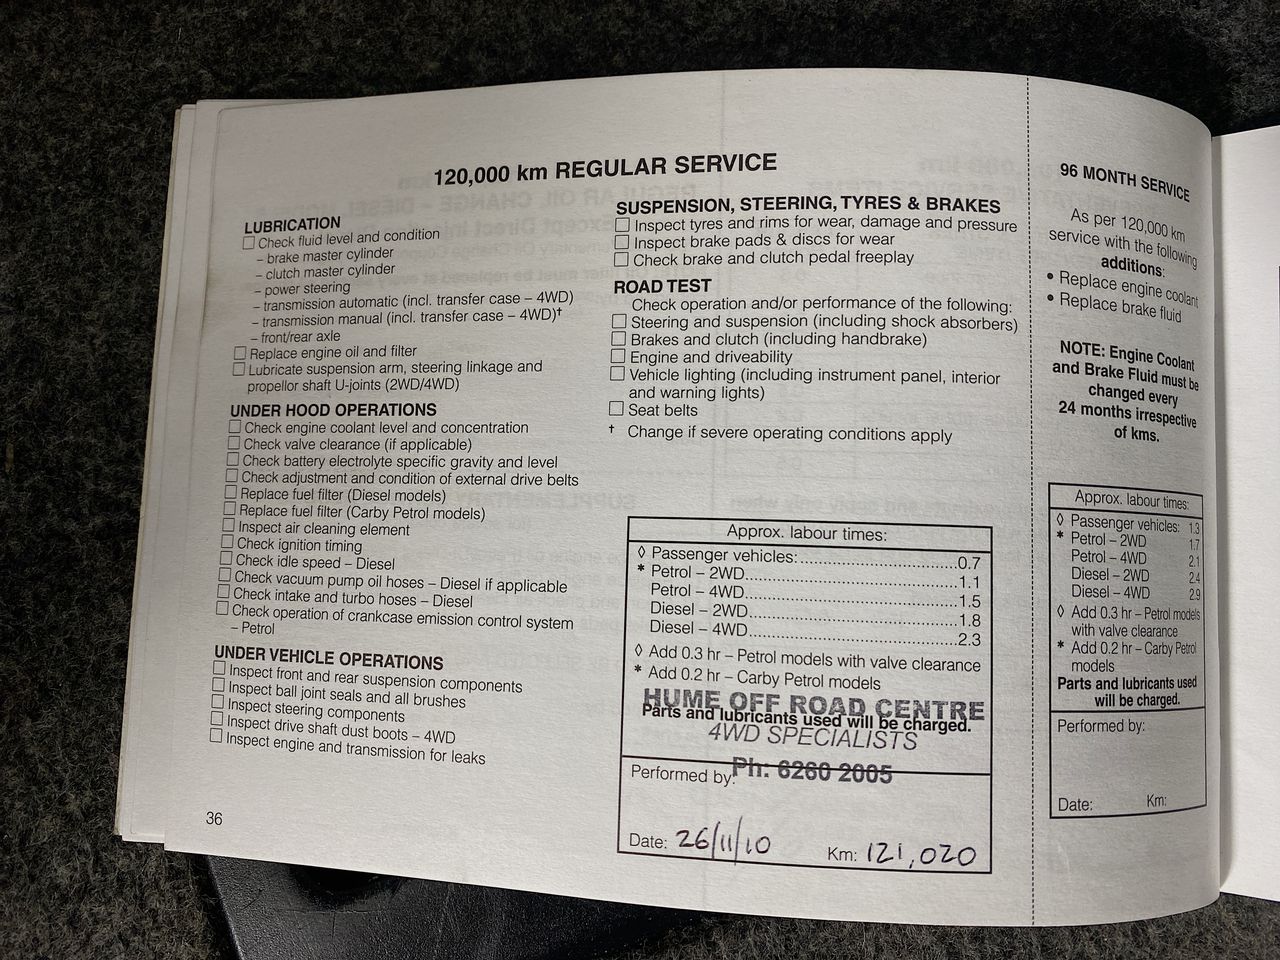 120,000 km REGULAR SERVICE
LUBRICATION
Check fluid level and condition
– brake master cylinder
– clutch master cylinder
– power steering
– transmission automatic (incl. transfer case – 4WD)
– transmission manual (incl. transfer case – 4WD)†
– front/rear axle
Replace engine oil and filter
Lubricate suspension arm, steering linkage and
propellor shaft U-joints (2WD/4WD)
UNDER HOOD OPERATIONS
Check engine coolant level and concentration
Check valve clearance (if applicable)
Check battery electrolyte specific gravity and level
Check adjustment and condition of external drive belts
Replace fuel filter (Diesel models)
Replace fuel filter (Carby Petrol models)
Inspect air cleaning element
Check ignition timing
Check idle speed – Diesel
Check vacuum pump oil hoses – Diesel if applicable
Check intake and turbo hoses – Diesel
Check operation of crankcase emission control system
– Petrol
UNDER VEHICLE OPERATIONS
Inspect front and rear suspension components
Inspect ball joint seals and all brushes
Inspect steering components
Inspect drive shaft dust boots – 4WD
Inspect engine and transmission for leaks
36
SUSPENSION, STEERING, TYRES & BRAKES
Inspect tyres and rims for wear, damage and pressure
Inspect brake pads & discs for wear
Check brake and clutch pedal freeplay
ROAD TEST
Check operation and/or performance of the following:
Steering and suspension (including shock absorbers)
Brakes and clutch (including handbrake)
Engine and driveability
Vehicle lighting (including instrument panel, interior
and warning lights)
Seat belts
† Change if severe operating conditions apply
Approx. labour times:
◊ Passenger vehicles:....................................0.7
* Petrol – 2WD................................................1.1
Petrol – 4WD................................................1.5
Diesel – 2WD................................................1.8
Diesel – 4WD................................................2.3
◊ Add 0.3 hr – Petrol models with valve clearance
* Add 0.2 hr – Carby Petrol models
HUME OFF ROAD CENTRE
Parts and lubricants used will be charged.
4WD SPECIALISTS
Ph: 6260 2005
Performed by:
Date: 26/11/10 Km: 121,020
96 MONTH SERVICE
As per 120,000 km
service with the following
additions:
• Replace engine coolant
• Replace brake fluid
NOTE: Engine Coolant
and Brake Fluid must be
changed every
24 months irrespective
of kms.
Approx. labour times:
◊ Passenger vehicles: 1.3
* Petrol – 2WD 1.7
Petrol – 4WD 2.1
Diesel – 2WD 2.4
Diesel – 4WD 2.9
◊ Add 0.3 hr – Petrol models
with valve clearance
* Add 0.2 hr – Carby Petrol
models
Parts and lubricants used
will be charged.
Performed by:
Date: Km: